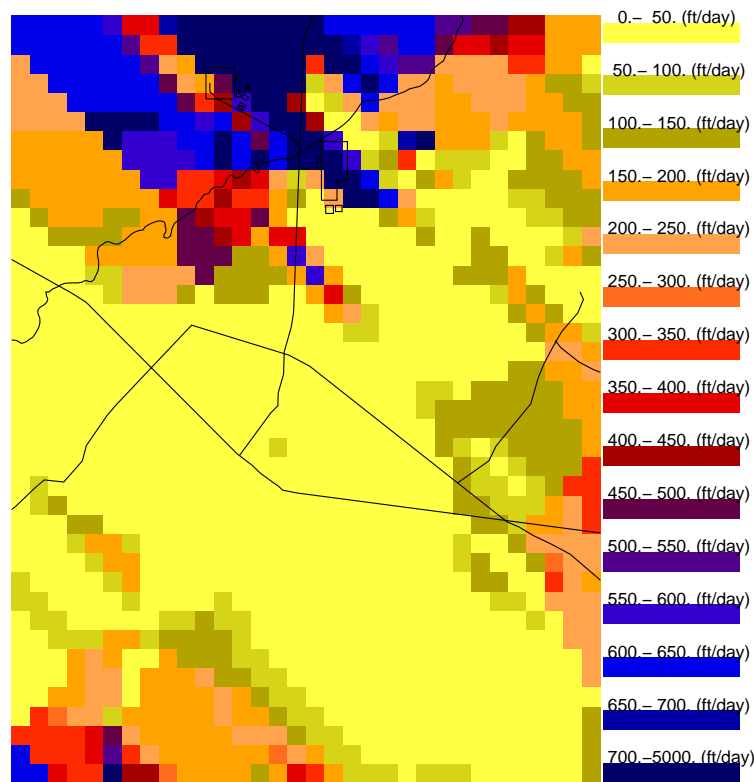 0.– 50. (ft/day)
50.– 100. (ft/day)
100.– 150. (ft/day)
150.– 200. (ft/day)
200.– 250. (ft/day)
250.– 300. (ft/day)
300.– 350. (ft/day)
350.– 400. (ft/day)
400.– 450. (ft/day)
450.– 500. (ft/day)
500.– 550. (ft/day)
550.– 600. (ft/day)
600.– 650. (ft/day)
650.– 700. (ft/day)
700.–5000. (ft/day)